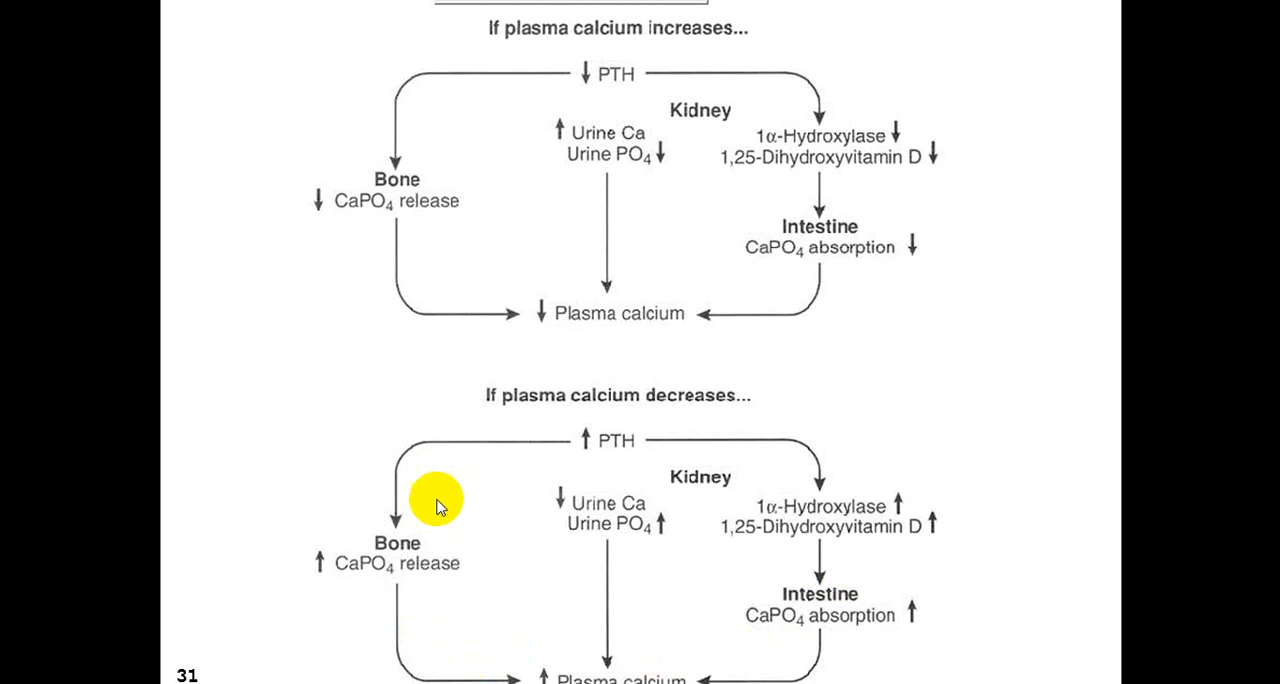 If plasma calcium increases...
↓ PTH
Kidney
↑ Urine Ca
Urine PO₄ ↓
1α-Hydroxylase ↓
1,25-Dihydroxyvitamin D ↓
Bone
↓ CaPO₄ release
Intestine
CaPO₄ absorption ↓
↓ Plasma calcium
If plasma calcium decreases...
↑ PTH
Kidney
↓ Urine Ca
Urine PO₄ ↑
1α-Hydroxylase ↑
1,25-Dihydroxyvitamin D ↑
Bone
↑ CaPO₄ release
Intestine
CaPO₄ absorption ↑
↑ Plasma calcium
31